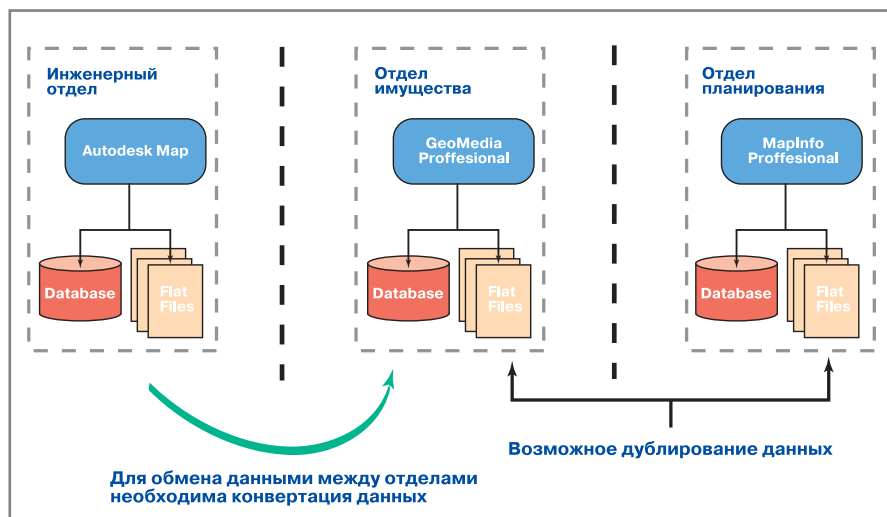 Инженерный
отдел
Autodesk Map
Database
Flat
Files
Отдел
имущества
GeoMedia
Proffesional
Database
Flat
Files
Отдел
планирования
MapInfo
Proffesional
Database
Flat
Files
Возможное дублирование данных
Для обмена данными между отделами
необходима конвертация данных